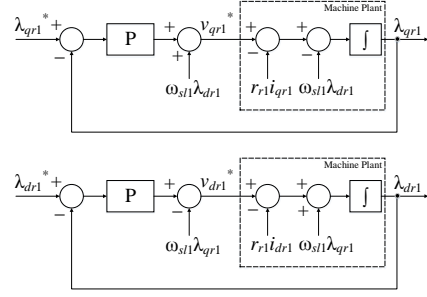 Machine Plant
λqr1* + − P + + vqr1* + − + − ∫ λqr1
ωsl1λdr1 rr1iqr1 ωsl1λdr1
Machine Plant
λdr1* + − P + − vdr1* + − + + ∫ λdr1
ωsl1λqr1 rr1idr1 ωsl1λqr1